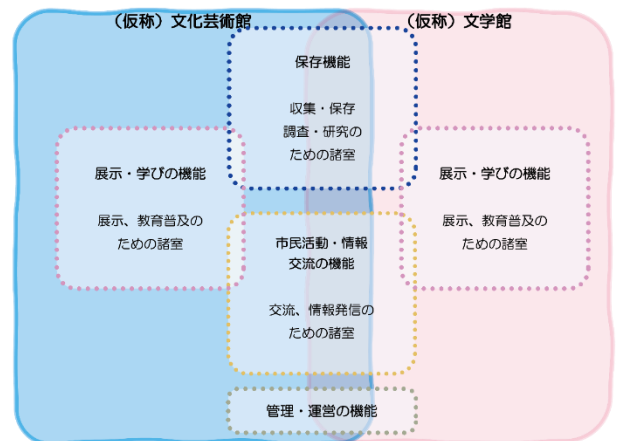 （仮称）文化芸術館
（仮称）文学館
保存機能
収集・保存
調査・研究の
ための諸室
展示・学びの機能
展示、教育普及の
ための諸室
展示・学びの機能
展示、教育普及の
ための諸室
市民活動・情報
交流の機能
交流、情報発信の
ための諸室
管理・運営の機能